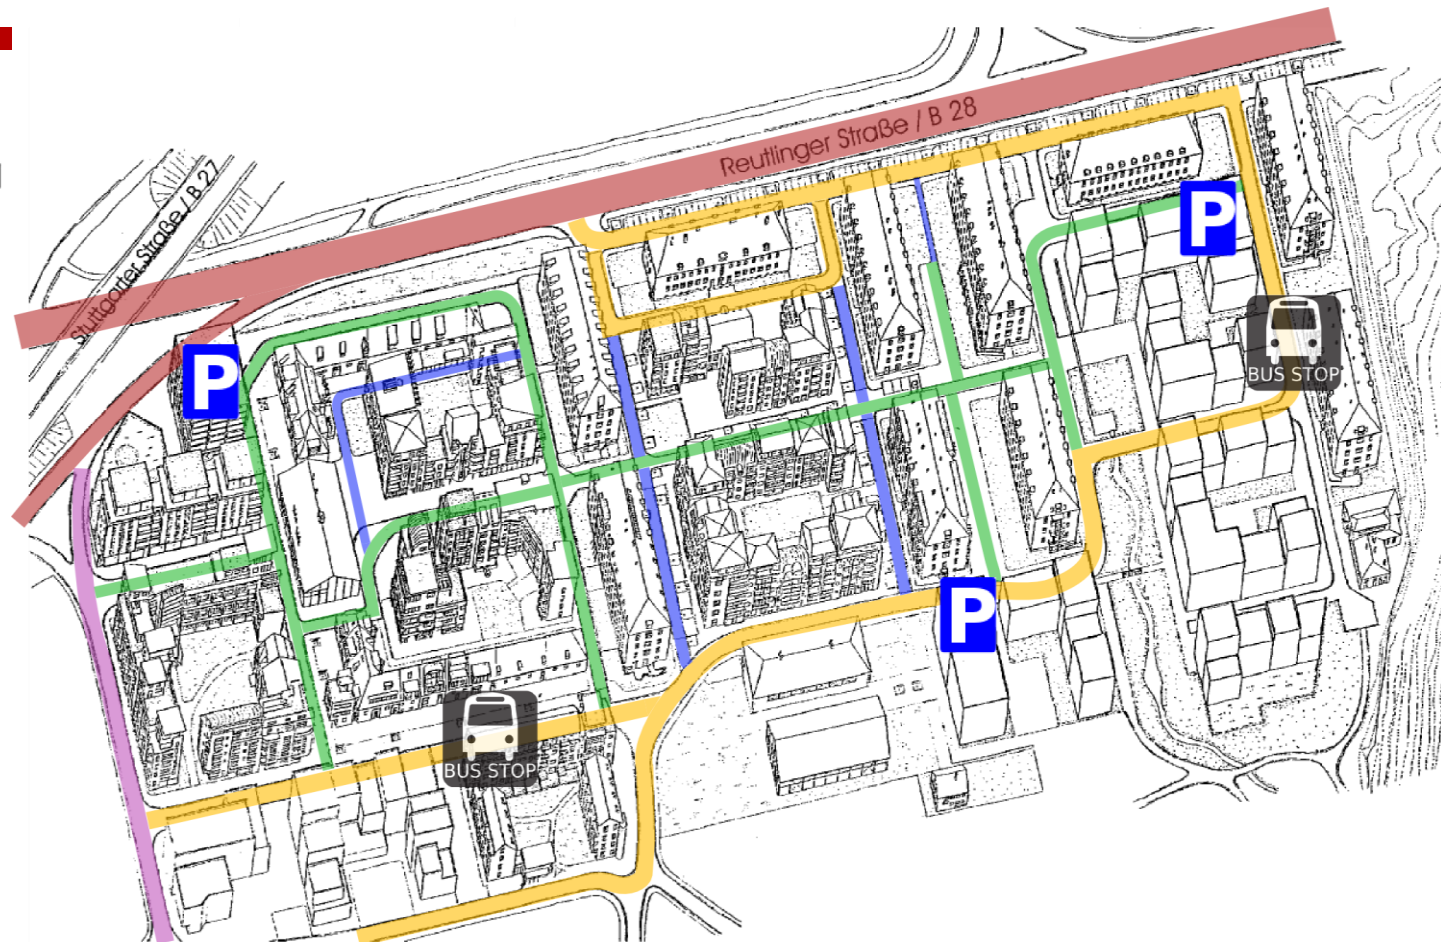 Reutlinger Straße / B 28
Stuttgarter Straße / B 27
P
P
BUS STOP
P
BUS STOP